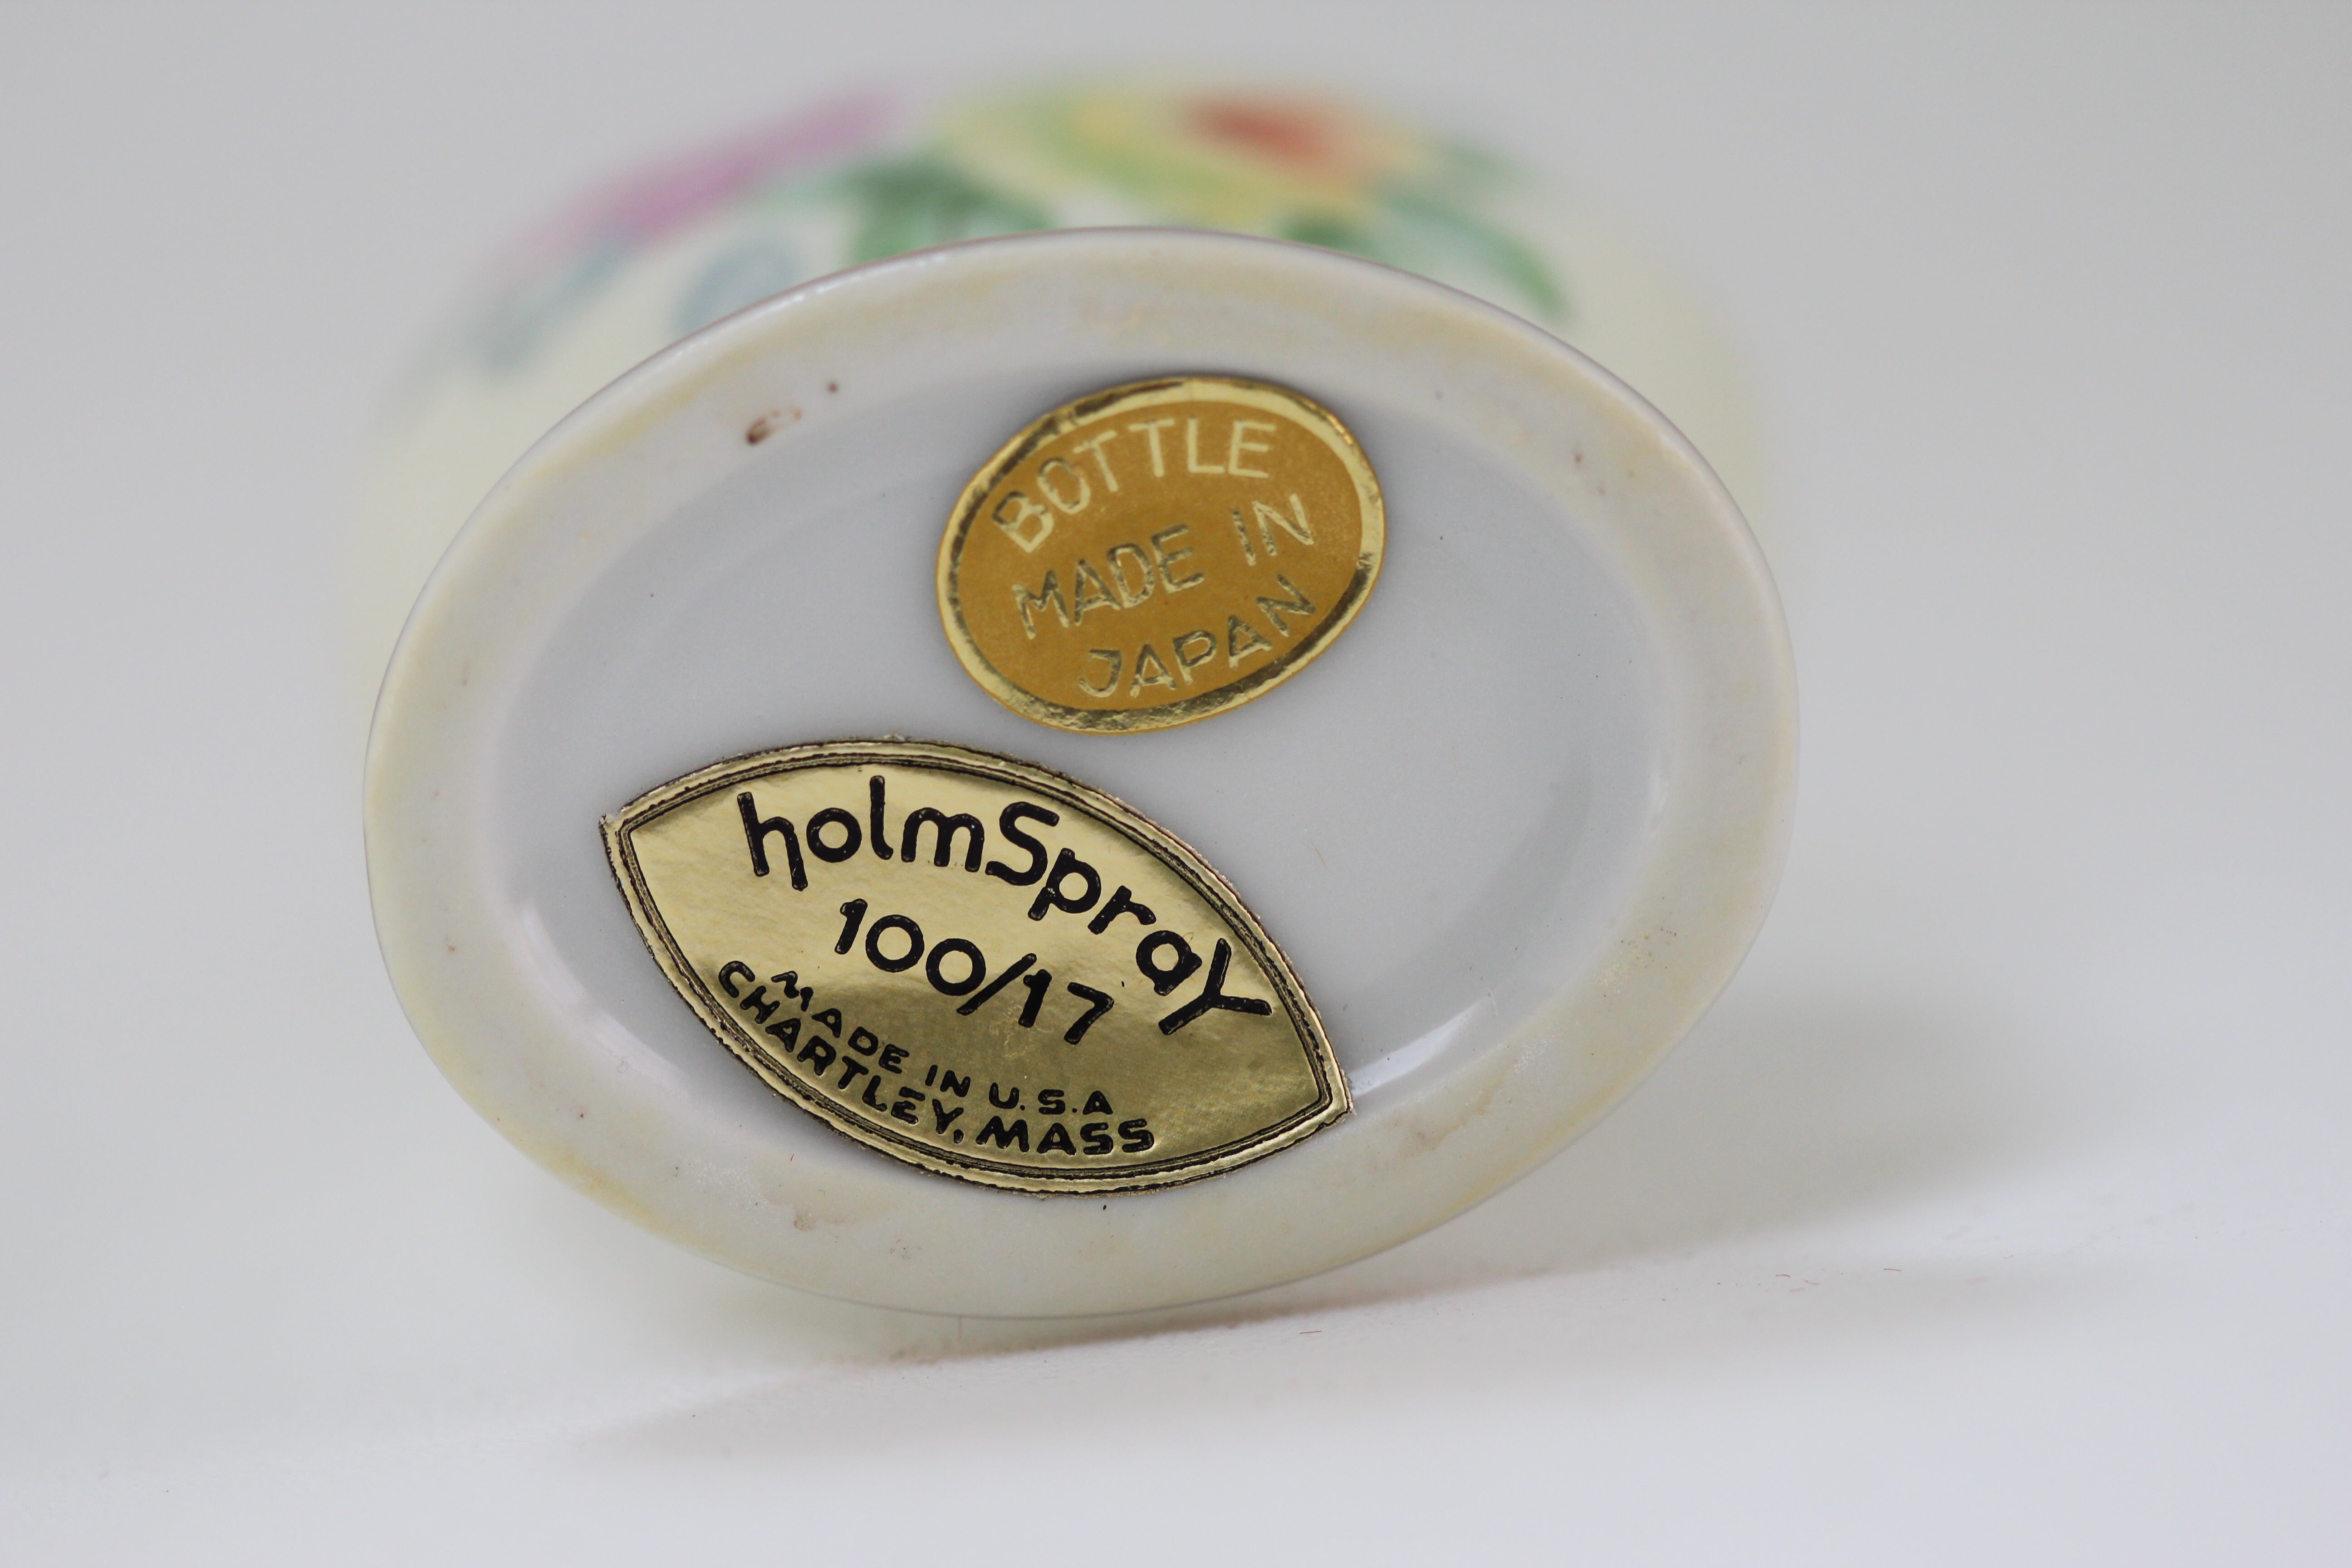 BOTTLE
MADE IN
JAPAN
holmSpraY
100/17
MADE IN U.S.A
CHARTLEY, MASS